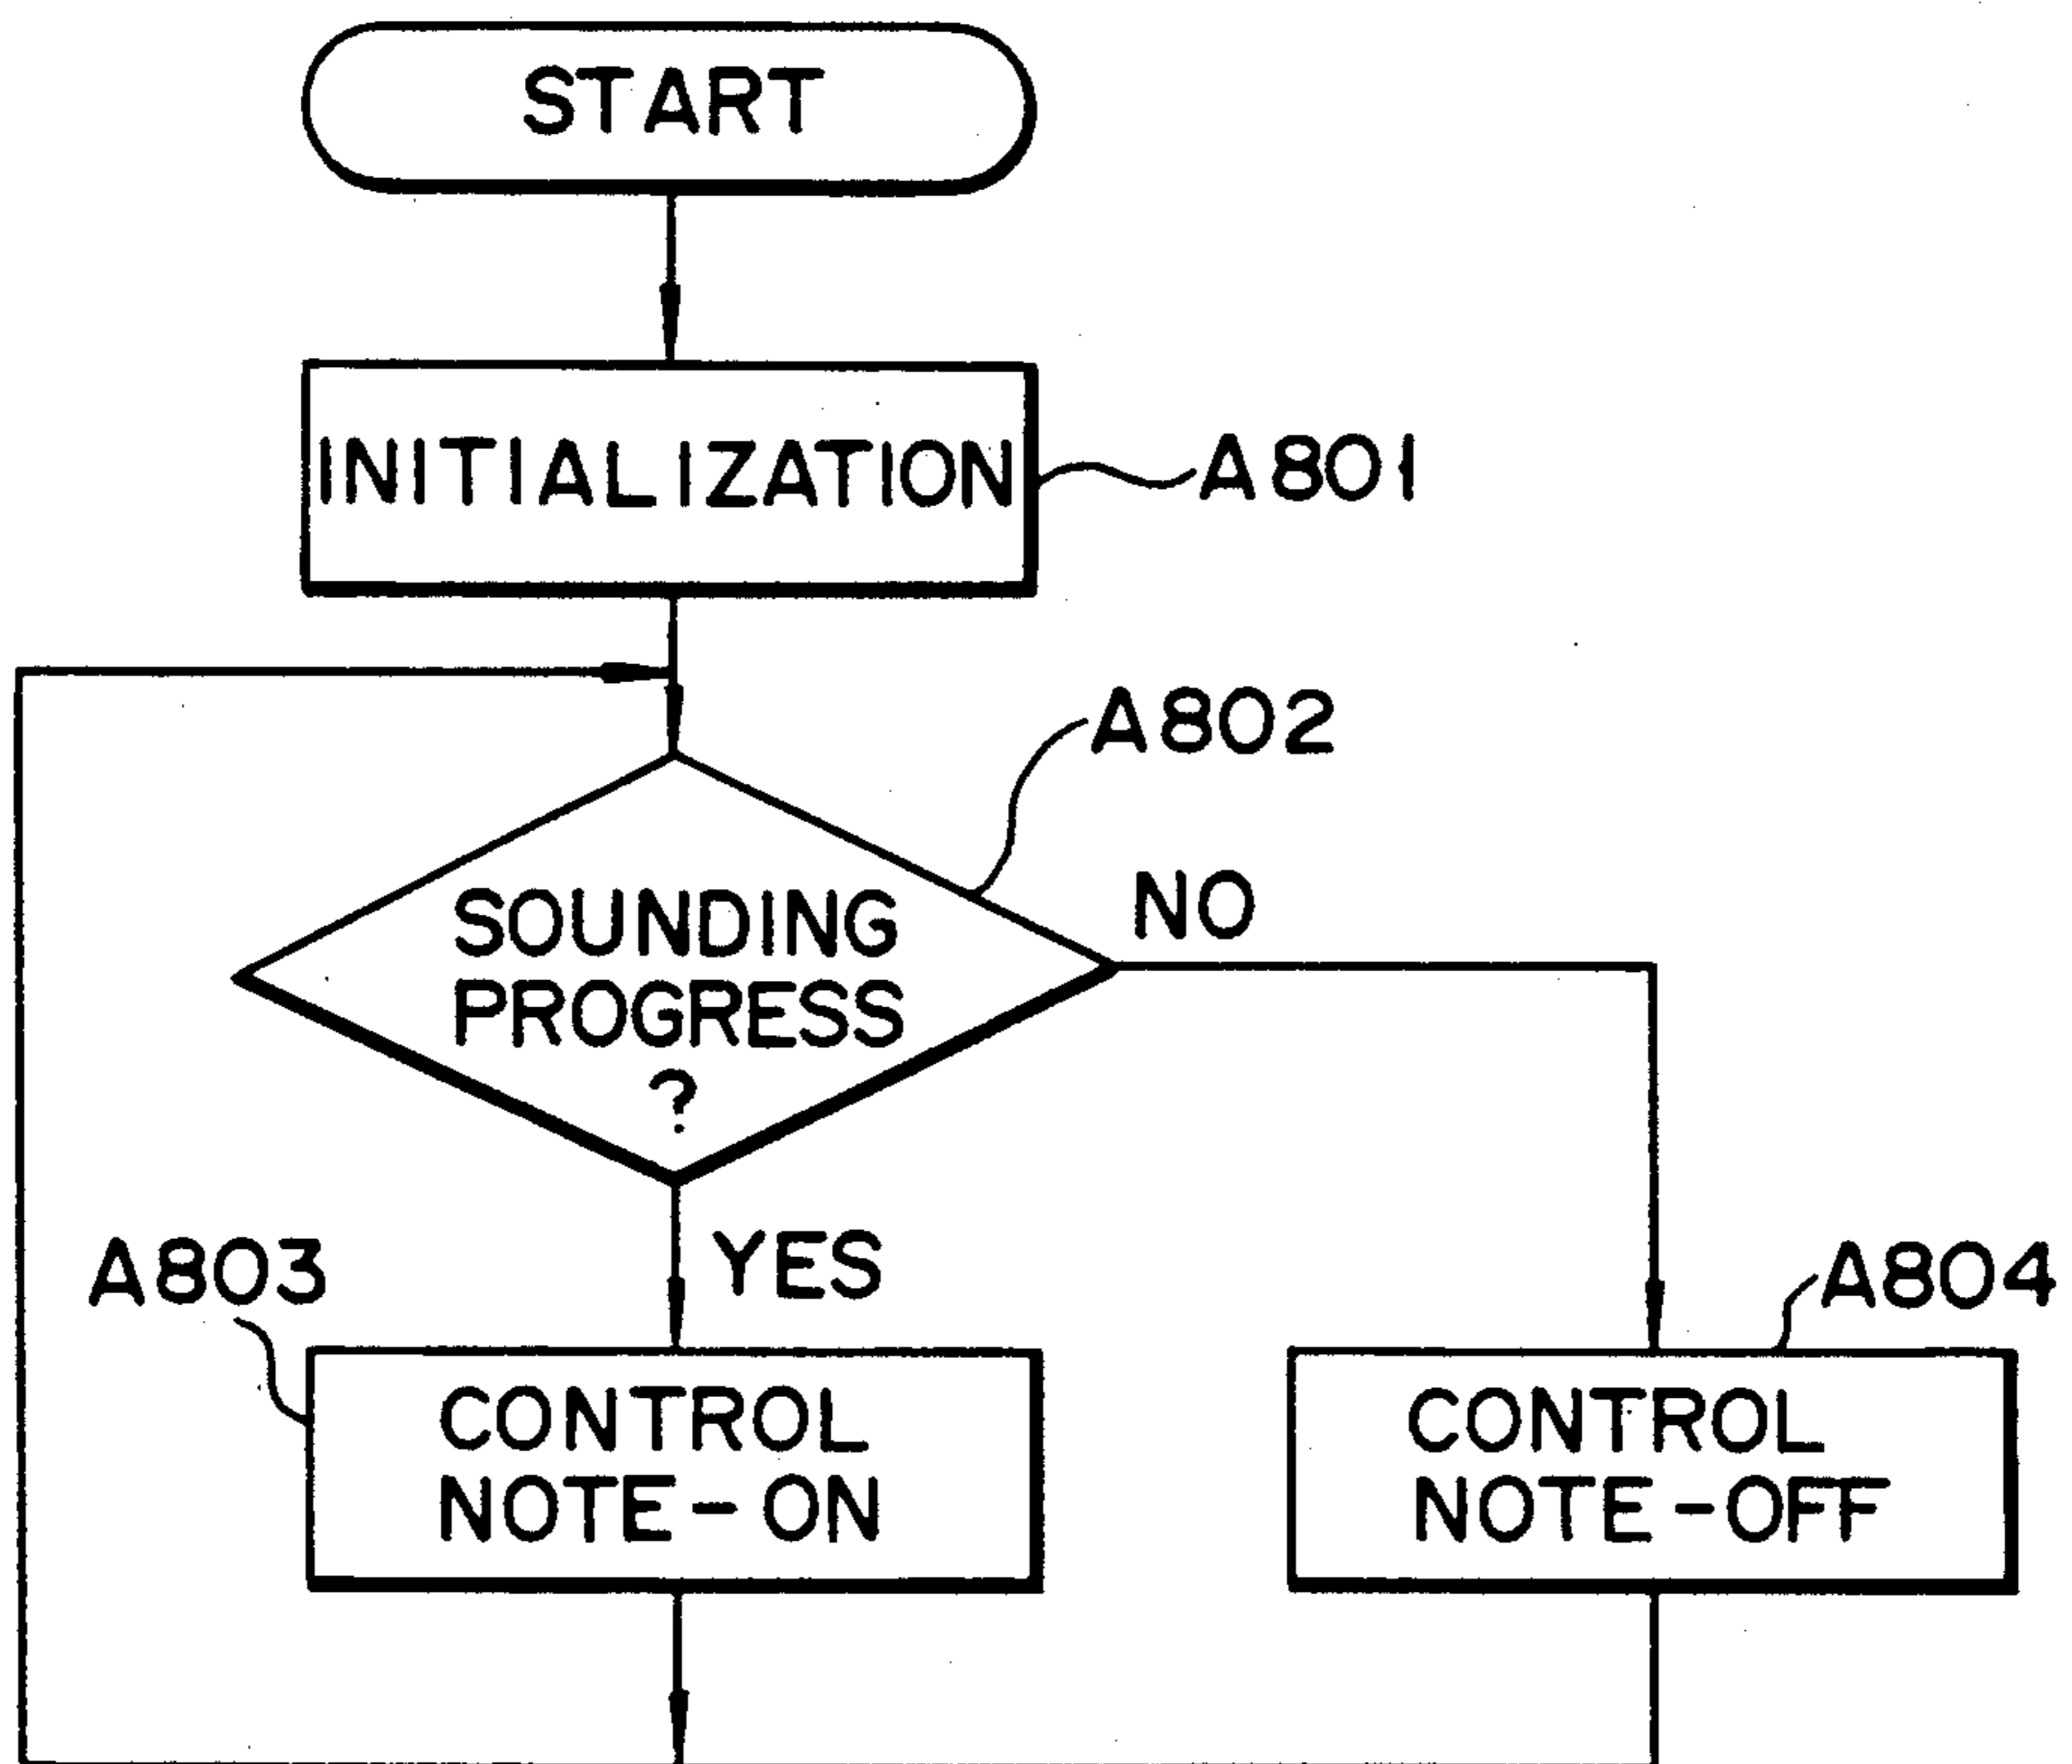 START
INITIALIZATION
A801
A802
SOUNDING
PROGRESS
?
NO
YES
A803
A804
CONTROL
NOTE-ON
CONTROL
NOTE-OFF